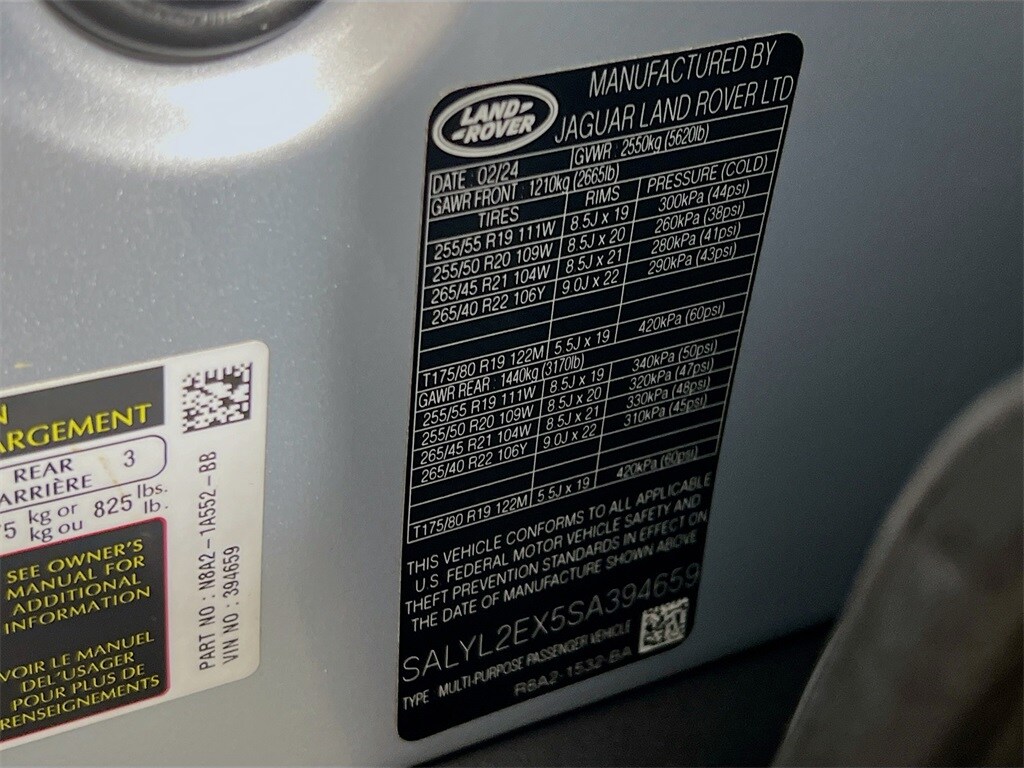 LAND-
-ROVER
MANUFACTURED BY
JAGUAR LAND ROVER LTD
DATE : 02/24 GVWR : 2550kg (5620lb)
GAWR FRONT : 1210kg (2665lb)
TIRES RIMS PRESSURE (COLD)
255/55 R19 111W 8.5J x 19 300kPa (44psi)
255/50 R20 109W 8.5J x 20 260kPa (38psi)
265/45 R21 104W 8.5J x 21 280kPa (41psi)
265/40 R22 106Y 9.0J x 22 290kPa (43psi)
T175/80 R19 122M 5.5J x 19 420kPa (60psi)
GAWR REAR : 1440kg (3170lb)
255/55 R19 111W 8.5J x 19 340kPa (50psi)
255/50 R20 109W 8.5J x 20 320kPa (47psi)
265/45 R21 104W 8.5J x 21 330kPa (48psi)
265/40 R22 106Y 9.0J x 22 310kPa (45psi)
T175/80 R19 122M 5.5J x 19 420kPa (60psi)
THIS VEHICLE CONFORMS TO ALL APPLICABLE
U.S FEDERAL MOTOR VEHICLE SAFETY AND
THEFT PREVENTION STANDARDS IN EFFECT ON
THE DATE OF MANUFACTURE SHOWN ABOVE
SALYL2EX5SA394659
TYPE MULTI-PURPOSE PASSENGER VEHICLE
R8A2-1532-BA
N
ARGEMENT
REAR 3
ARRIÈRE
5 kg or 825 lbs.
kg ou lb.
SEE OWNER'S
MANUAL FOR
ADDITIONAL
INFORMATION
VOIR LE MANUEL
DEL'USAGER
POUR PLUS DE
RENSEIGNEMENTS
PART NO : N8A2-1A552-BB
VIN NO : 394659